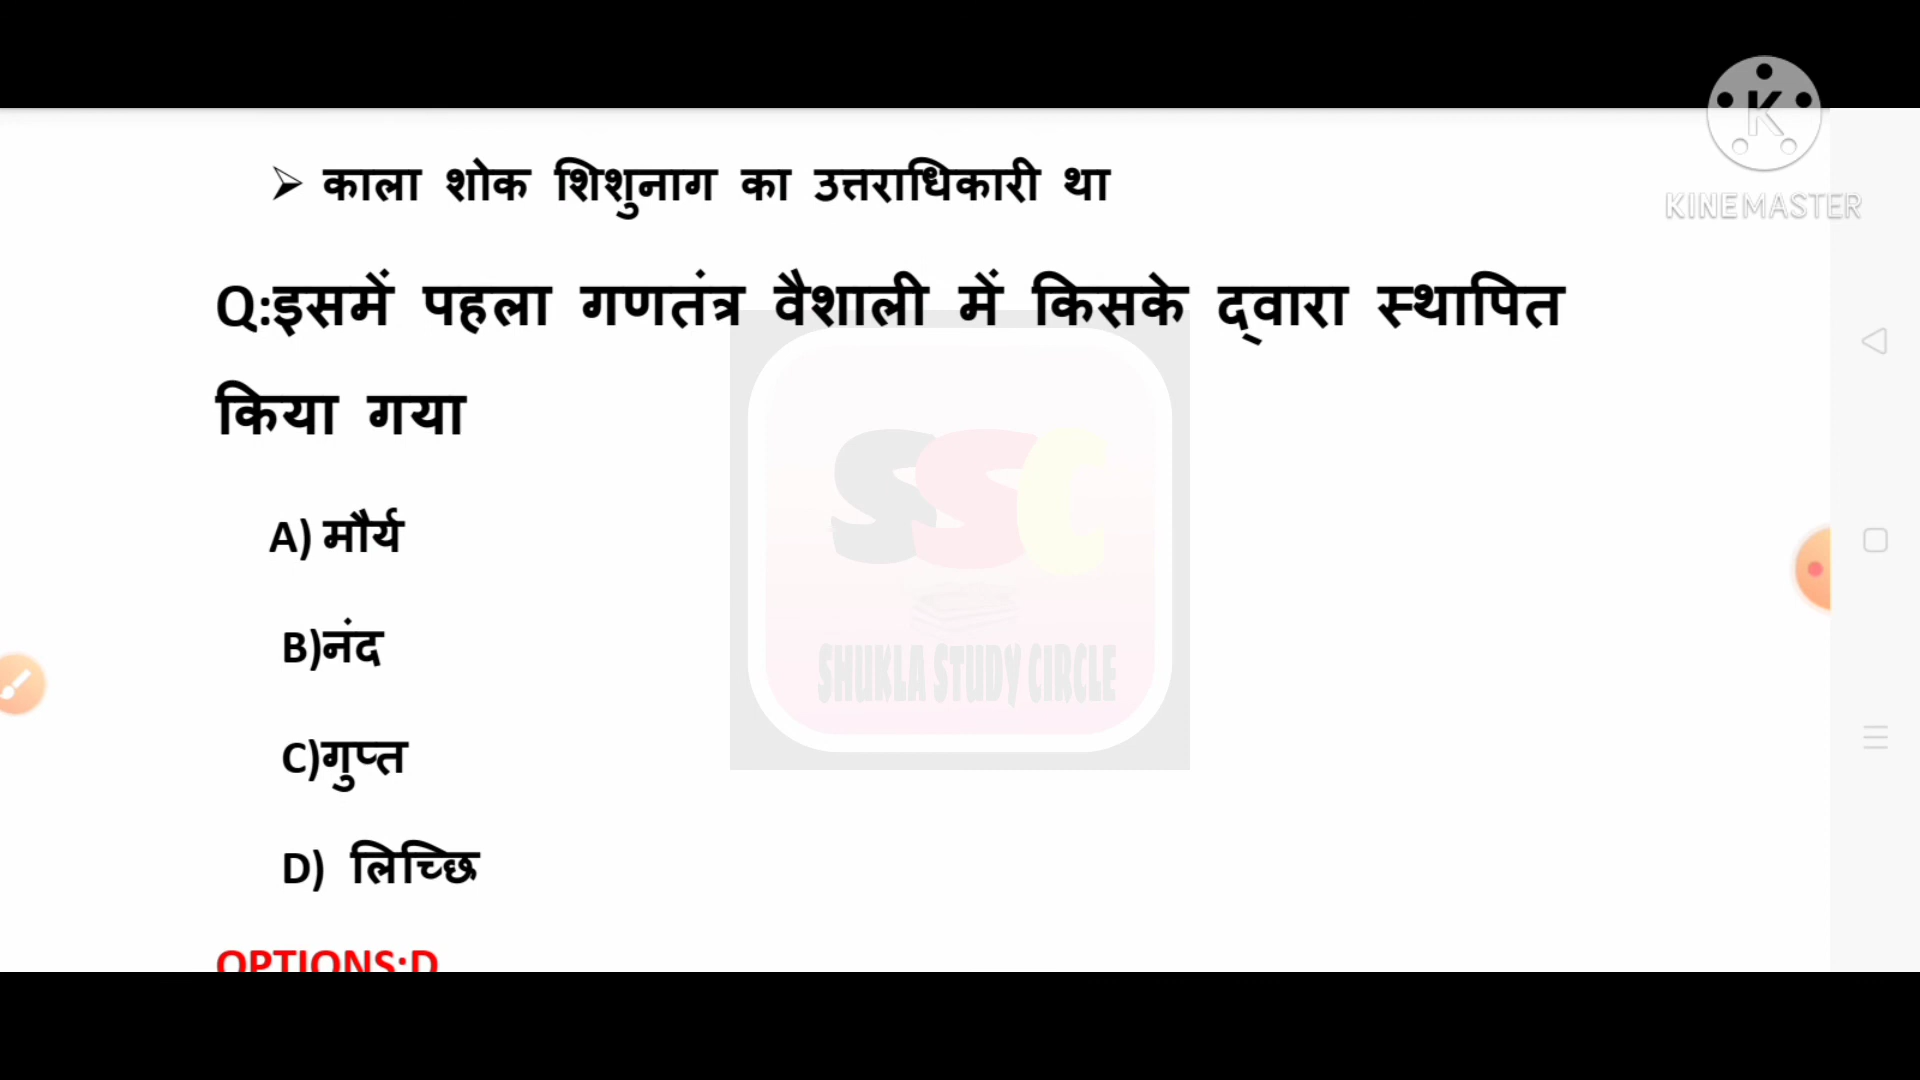 ➢ काला शोक शिशुनाग का उत्तराधिकारी था
K
KINEMASTER
Q:इसमें पहला गणतंत्र वैशाली में किसके द्वारा स्थापित
किया गया
A) मौर्य
B)नंद
C)गुप्त
D) लिच्छि
SSC
SHUKLA STUDY CIRCLE
OPTIONS:D